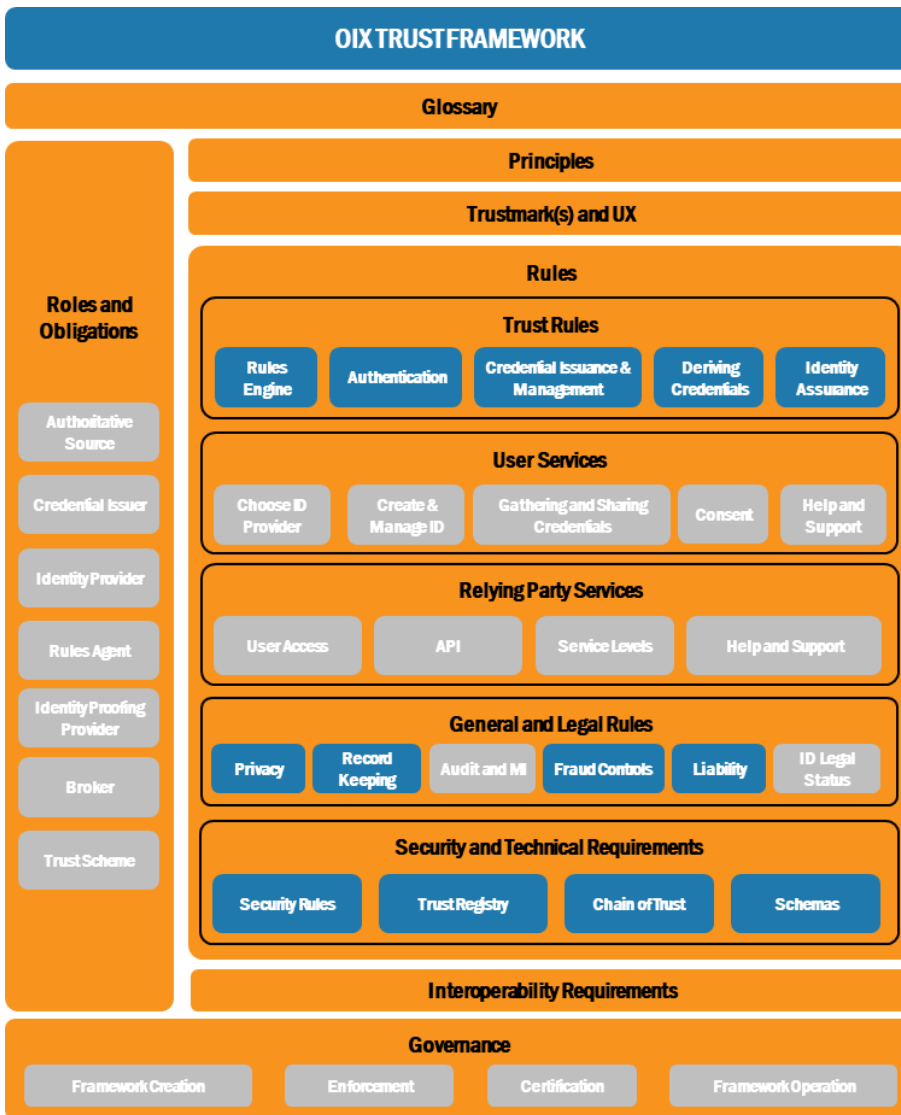 OIX TRUST FRAMEWORK
Glossary
Roles and
Obligations
Authoritative
Source
Credential Issuer
Identity Provider
Rules Agent
Identity Proofing
Provider
Broker
Trust Scheme
Principles
Trustmark(s) and UX
Rules
Trust Rules
Rules
Engine
Authentication
Credential Issuance &
Management
Deriving
Credentials
Identity
Assurance
User Services
Choose ID
Provider
Create &
Manage ID
Gathering and Sharing
Credentials
Consent
Help and
Support
Relying Party Services
User Access
API
Service Levels
Help and Support
General and Legal Rules
Privacy
Record
Keeping
Audit and MI
Fraud Controls
Liability
ID Legal
Status
Security and Technical Requirements
Security Rules
Trust Registry
Chain of Trust
Schemas
Interoperability Requirements
Governance
Framework Creation
Enforcement
Certification
Framework Operation